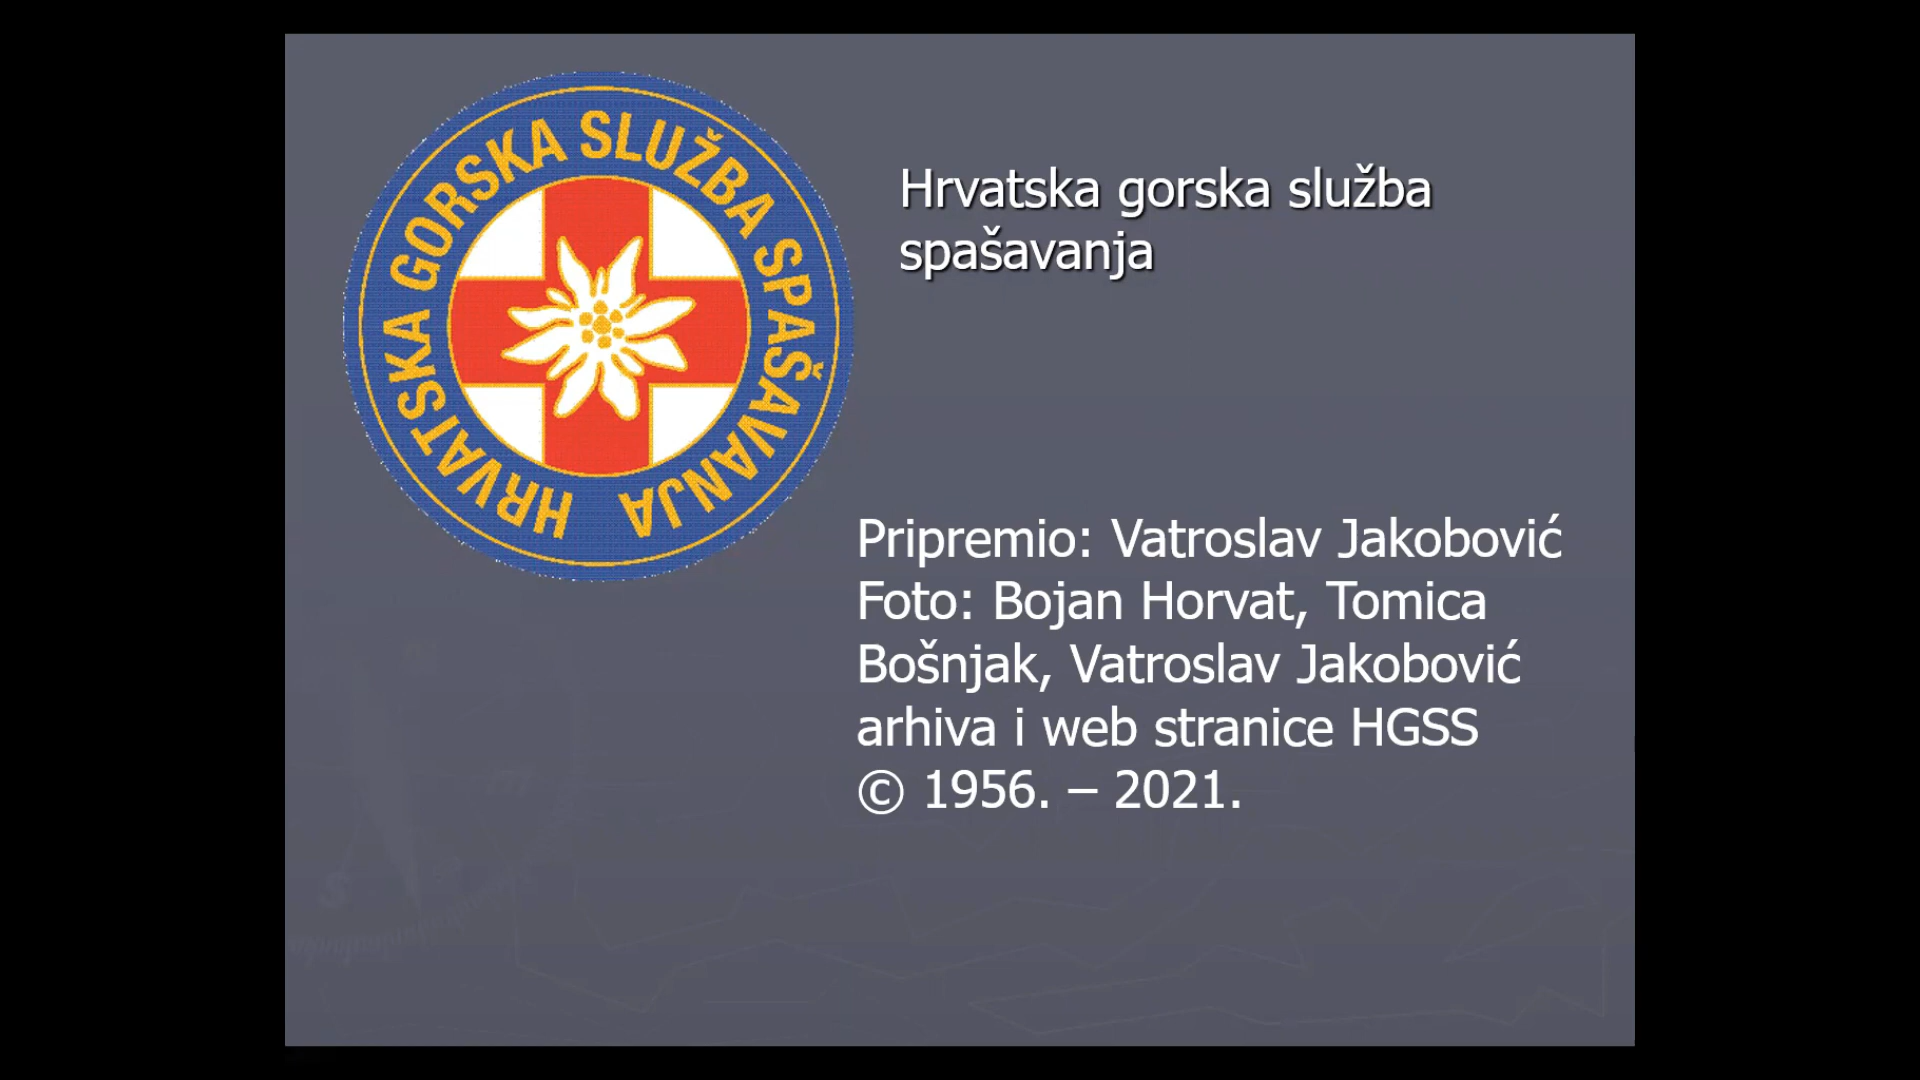 HRVATSKA GORSKA SLUŽBA SPAŠAVANJA
Hrvatska gorska služba
spašavanja
Pripremio: Vatroslav Jakobović
Foto: Bojan Horvat, Tomica
Bošnjak, Vatroslav Jakobović
arhiva i web stranice HGSS
© 1956. – 2021.